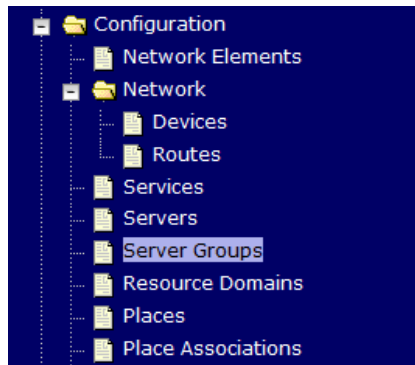 Configuration
Network Elements
Network
Devices
Routes
Services
Servers
Server Groups
Resource Domains
Places
Place Associations